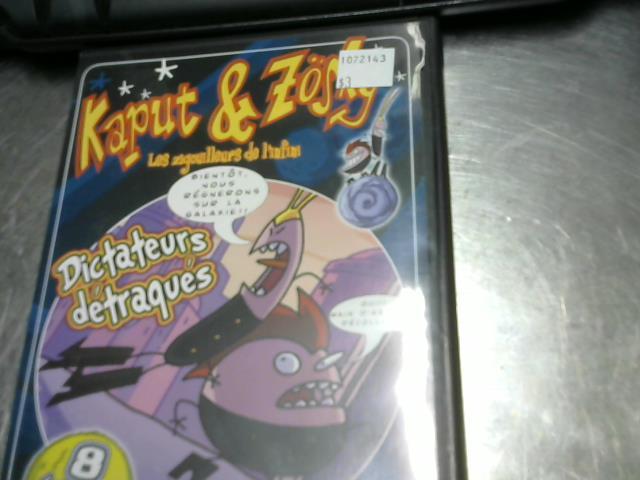 1072143
$3
Kaput & Zösky
Les zigouilleurs de l'infini
BIENTÔT,
NOUS
RÉGNERONS
SUR LA
GALAXIE!!
Dictateurs
détraqués
8